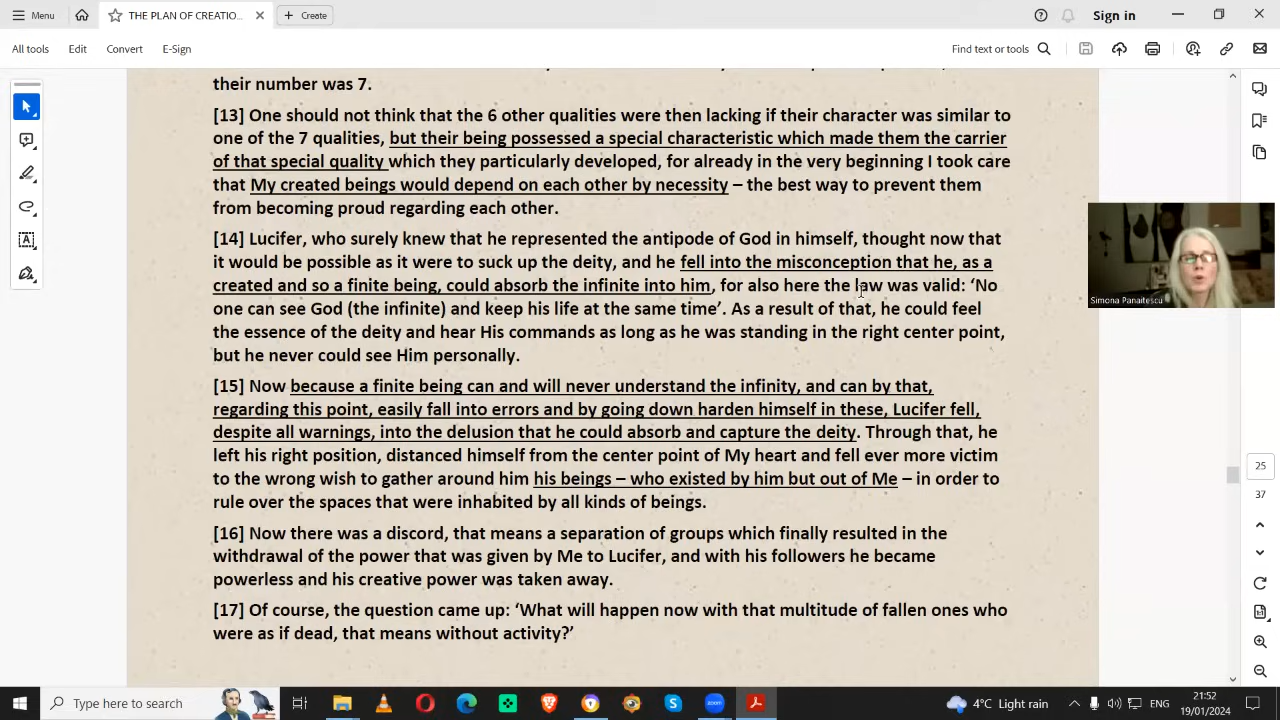 Menu
THE PLAN OF CREATIO...
Create
Sign in
All tools
Edit
Convert
E-Sign
Find text or tools
their number was 7.
[13] One should not think that the 6 other qualities were then lacking if their character was similar to
one of the 7 qualities, but their being possessed a special characteristic which made them the carrier
of that special quality which they particularly developed, for already in the very beginning I took care
that My created beings would depend on each other by necessity – the best way to prevent them
from becoming proud regarding each other.
[14] Lucifer, who surely knew that he represented the antipode of God in himself, thought now that
it would be possible as it were to suck up the deity, and he fell into the misconception that he, as a
created and so a finite being, could absorb the infinite into him, for also here the law was valid: ‘No
one can see God (the infinite) and keep his life at the same time’. As a result of that, he could feel
the essence of the deity and hear His commands as long as he was standing in the right center point,
but he never could see Him personally.
[15] Now because a finite being can and will never understand the infinity, and can by that,
regarding this point, easily fall into errors and by going down harden himself in these, Lucifer fell,
despite all warnings, into the delusion that he could absorb and capture the deity. Through that, he
left his right position, distanced himself from the center point of My heart and fell ever more victim
to the wrong wish to gather around him his beings – who existed by him but out of Me – in order to
rule over the spaces that were inhabited by all kinds of beings.
[16] Now there was a discord, that means a separation of groups which finally resulted in the
withdrawal of the power that was given by Me to Lucifer, and with his followers he became
powerless and his creative power was taken away.
[17] Of course, the question came up: ‘What will happen now with that multitude of fallen ones who
were as if dead, that means without activity?’
Simona Panaitescu
25
37
Type here to search
zoom
4°C Light rain
ENG
21:52
19/01/2024